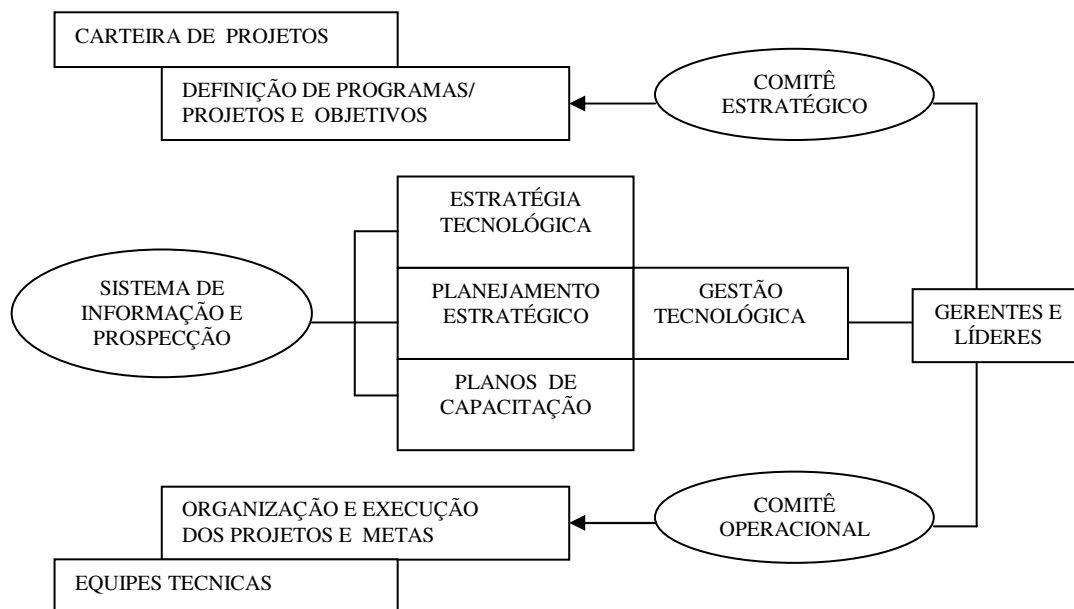 CARTEIRA DE PROJETOS
DEFINIÇÃO DE PROGRAMAS/
PROJETOS E OBJETIVOS
COMITÊ
ESTRATÉGICO
ESTRATÉGIA
TECNOLÓGICA
SISTEMA DE
INFORMAÇÃO E
PROSPECÇÃO
PLANEJAMENTO
ESTRATÉGICO
GESTÃO
TECNOLÓGICA
GERENTES E
LÍDERES
PLANOS DE
CAPACITAÇÃO
ORGANIZAÇÃO E EXECUÇÃO
DOS PROJETOS E METAS
COMITÊ
OPERACIONAL
EQUIPES TECNICAS